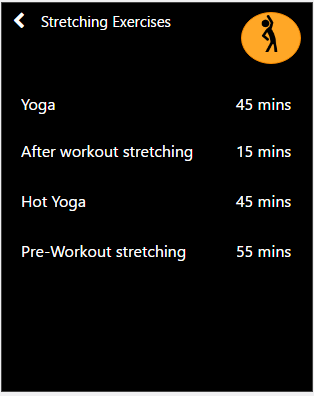 Stretching Exercises
Yoga 45 mins
After workout stretching 15 mins
Hot Yoga 45 mins
Pre-Workout stretching 55 mins